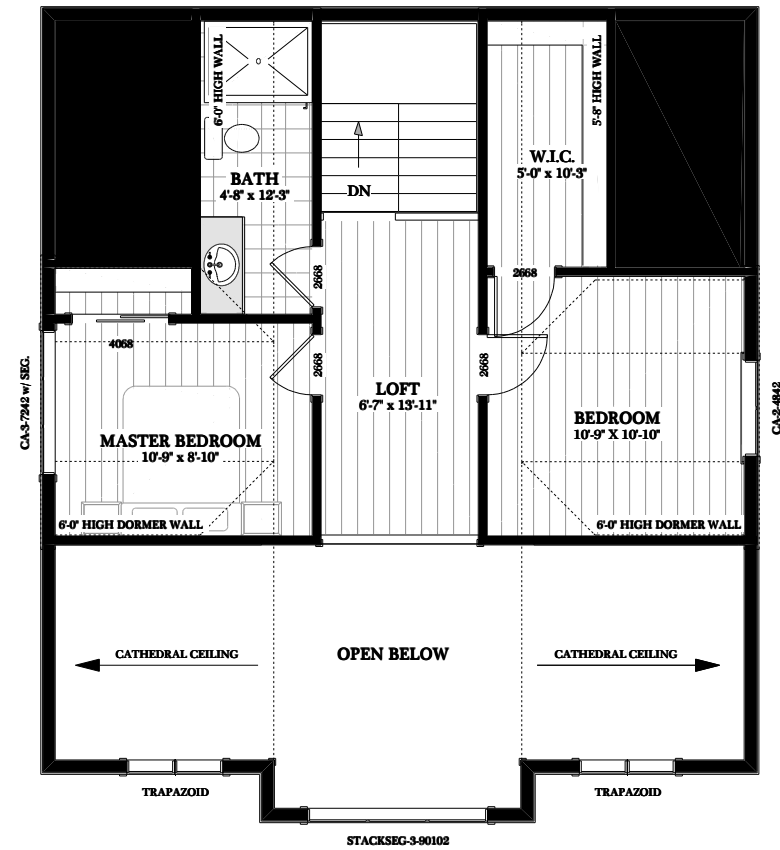 6'-0" HIGH WALL
BATH
4'-8" x 12'-3"
DN
5'-8" HIGH WALL
W.I.C.
5'-0" x 10'-3"
2668
2668
4068
2668
2668
CA-3-7242 w/ SEG.
CA-2-4842
LOFT
6'-7" x 13'-11"
MASTER BEDROOM
10'-9" x 8'-10"
BEDROOM
10'-9" X 10'-10"
6'-0" HIGH DORMER WALL
6'-0" HIGH DORMER WALL
CATHEDRAL CEILING
OPEN BELOW
CATHEDRAL CEILING
TRAPAZOID
TRAPAZOID
STACKSEG-3-90102